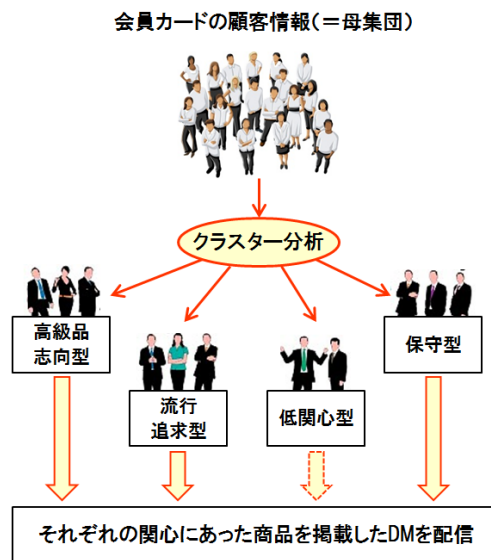 会員カードの顧客情報(=母集団)
クラスター分析
高級品
志向型
流行
追求型
低関心型
保守型
それぞれの関心にあった商品を掲載したDMを配信